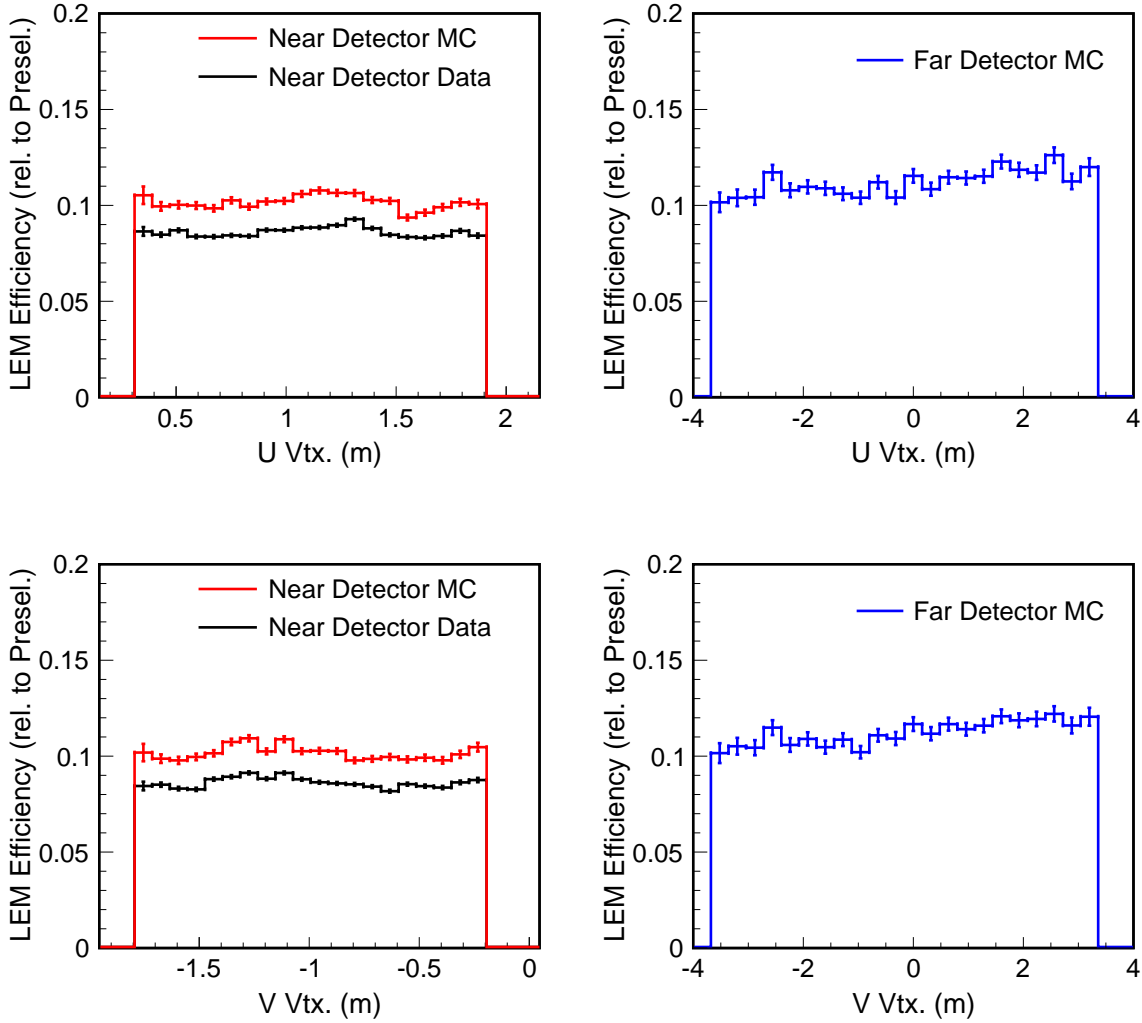 LEM Efficiency (rel. to Presel.)
0.2
0.15
0.1
0.05
0
Near Detector MC
Near Detector Data
0.5 1 1.5 2
U Vtx. (m)
LEM Efficiency (rel. to Presel.)
0.2
0.15
0.1
0.05
0
Far Detector MC
-4 -2 0 2 4
U Vtx. (m)
LEM Efficiency (rel. to Presel.)
0.2
0.15
0.1
0.05
0
Near Detector MC
Near Detector Data
-1.5 -1 -0.5 0
V Vtx. (m)
LEM Efficiency (rel. to Presel.)
0.2
0.15
0.1
0.05
0
Far Detector MC
-4 -2 0 2 4
V Vtx. (m)